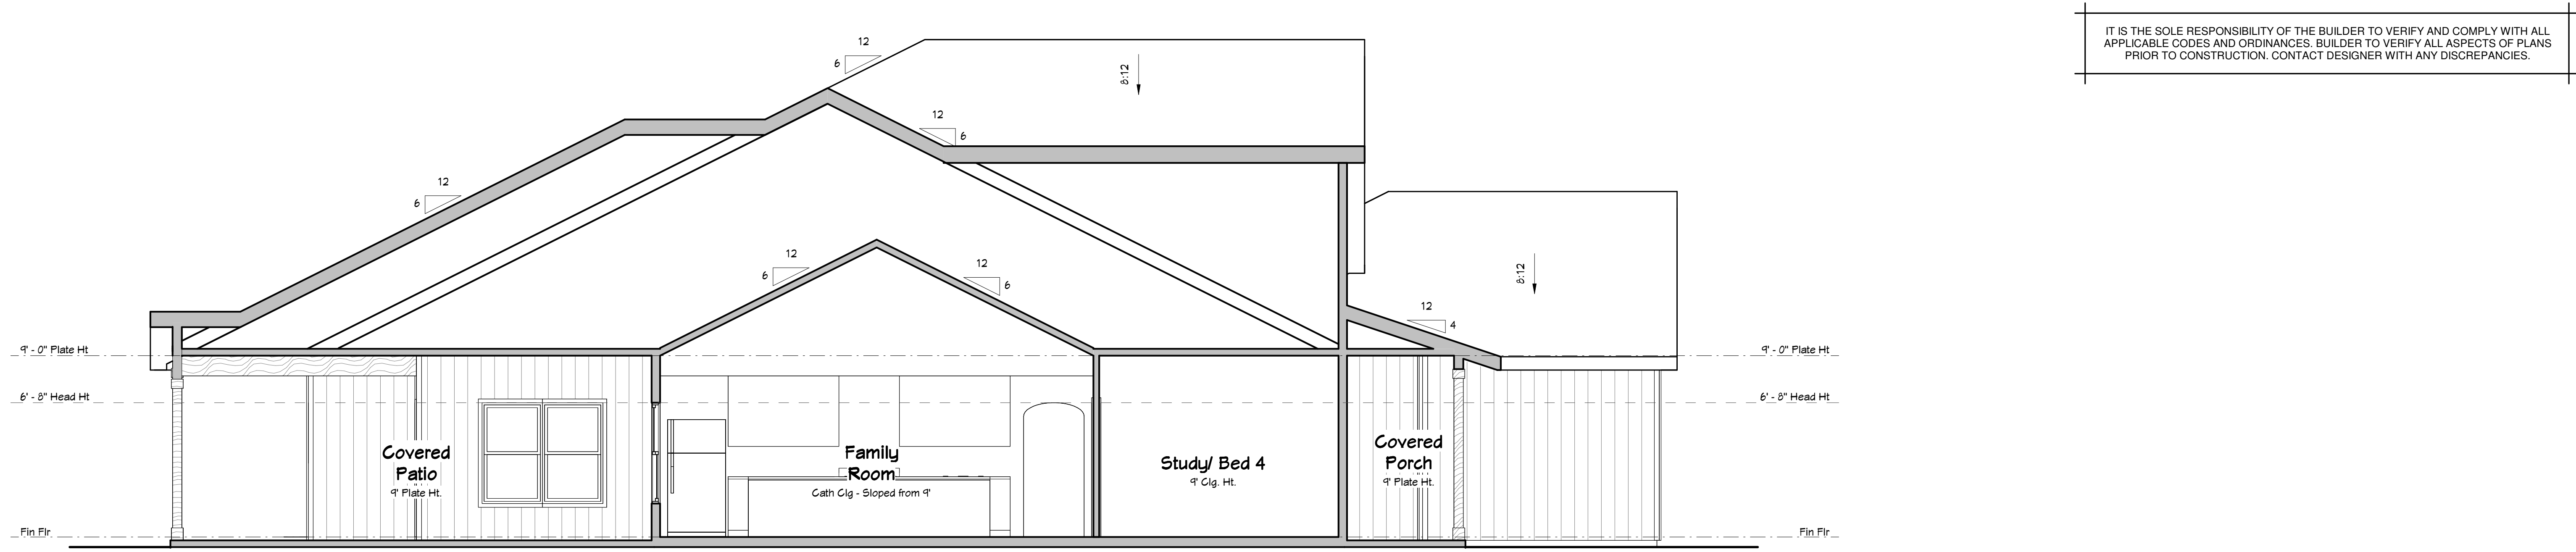 IT IS THE SOLE RESPONSIBILITY OF THE BUILDER TO VERIFY AND COMPLY WITH ALL
APPLICABLE CODES AND ORDINANCES. BUILDER TO VERIFY ALL ASPECTS OF PLANS
PRIOR TO CONSTRUCTION. CONTACT DESIGNER WITH ANY DISCREPANCIES.
12
6
8:12
12
6
12
6
12
6
12
6
8:12
12
4
9' - 0" Plate Ht
9' - 0" Plate Ht
6' - 8" Head Ht
6' - 8" Head Ht
Covered
Patio
9' Plate Ht.
Family
Room
Cath Clg - Sloped from 9'
Study/ Bed 4
9' Clg. Ht.
Covered
Porch
9' Plate Ht.
Fin Flr
Fin Flr